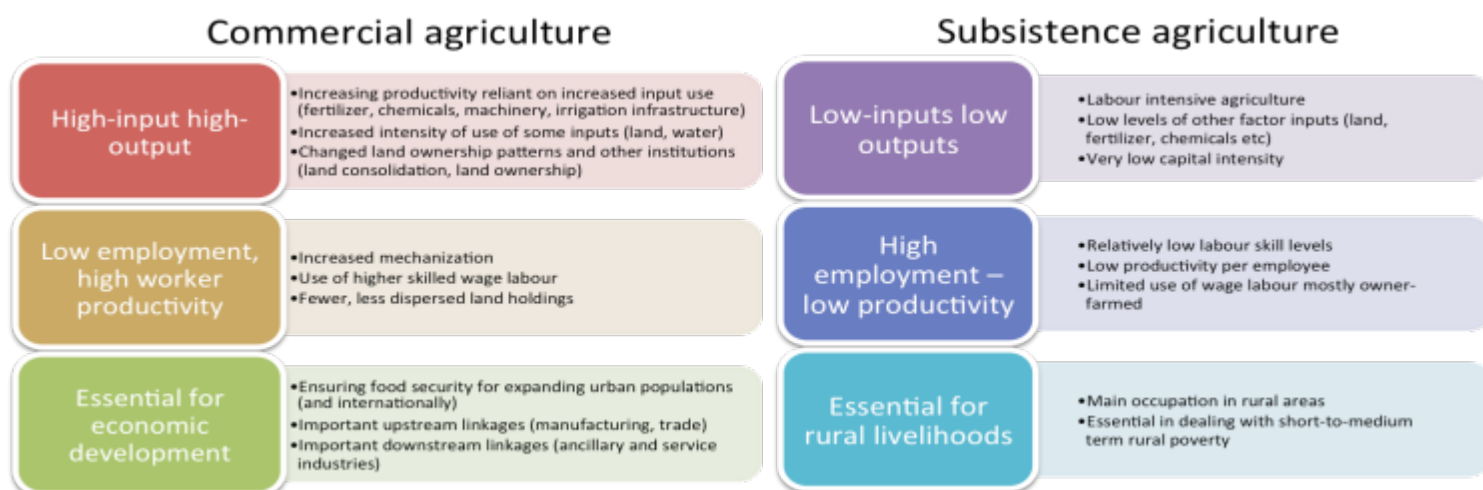 Commercial agriculture
High-input high-
output
•Increasing productivity reliant on increased input use
(fertilizer, chemicals, machinery, irrigation infrastructure)
•Increased intensity of use of some inputs (land, water)
•Changed land ownership patterns and other institutions
(land consolidation, land ownership)
Low employment,
high worker
productivity
•Increased mechanization
•Use of higher skilled wage labour
•Fewer, less dispersed land holdings
Essential for
economic
development
•Ensuring food security for expanding urban populations
(and internationally)
•Important upstream linkages (manufacturing, trade)
•Important downstream linkages (ancillary and service
industries)
Subsistence agriculture
Low-inputs low
outputs
•Labour intensive agriculture
•Low levels of other factor inputs (land,
fertilizer, chemicals etc)
•Very low capital intensity
High
employment –
low productivity
•Relatively low labour skill levels
•Low productivity per employee
•Limited use of wage labour mostly owner-
farmed
Essential for
rural livelihoods
•Main occupation in rural areas
•Essential in dealing with short-to-medium
term rural poverty